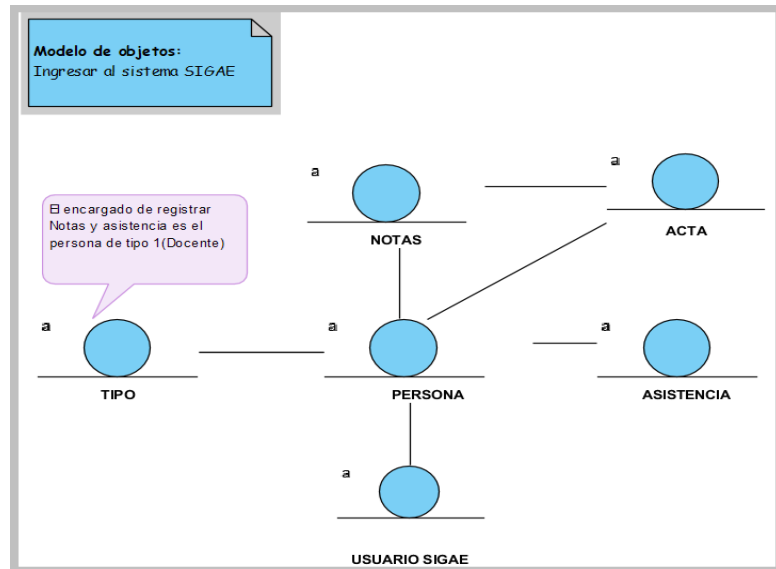 Modelo de objetos:
Ingresar al sistema SIGAE
a
a
NOTAS
ACTA
El encargado de registrar
Notas y asistencia es el
persona de tipo 1(Docente)
a
a
a
TIPO
PERSONA
ASISTENCIA
a
USUARIO SIGAE